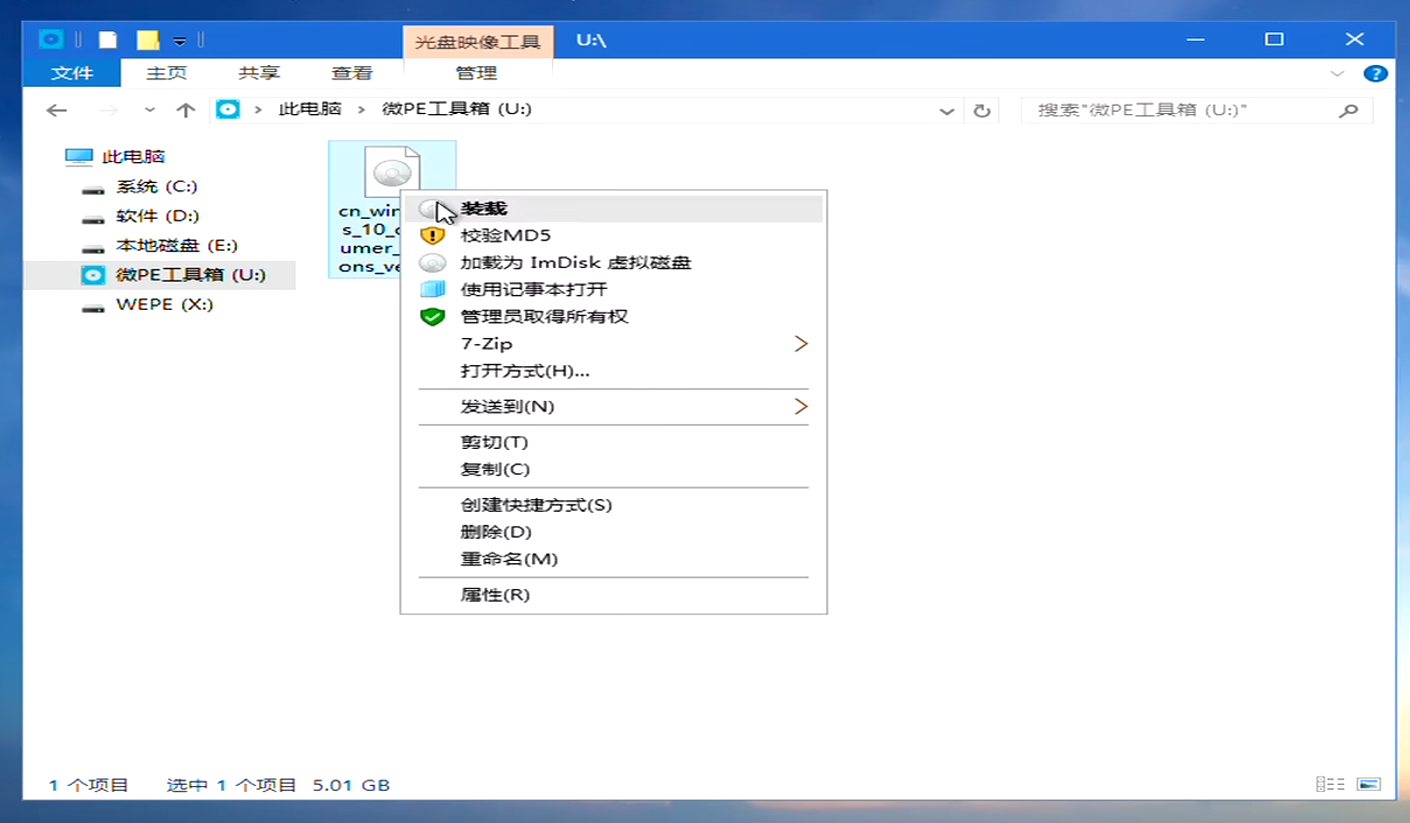 光盘映像工具 U:\
文件 主页 共享 查看 管理
此电脑 微PE工具箱 (U:) 搜索"微PE工具箱 (U:)"
此电脑
系统 (C:)
软件 (D:)
本地磁盘 (E:)
微PE工具箱 (U:)
WEPE (X:)
cn_win
s_10_c
umer_
ons_ve
装载
校验MD5
加载为 ImDisk 虚拟磁盘
使用记事本打开
管理员取得所有权
7-Zip
打开方式(H)...
发送到(N)
剪切(T)
复制(C)
创建快捷方式(S)
删除(D)
重命名(M)
属性(R)
1 个项目 选中 1 个项目 5.01 GB